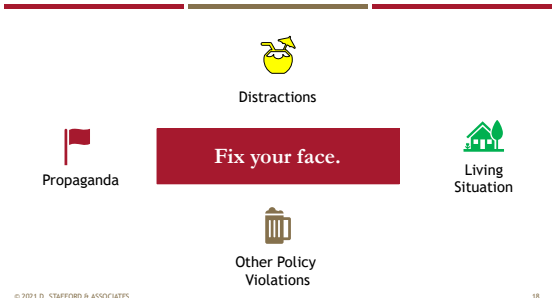 Distractions
Fix your face.
Propaganda
Living
Situation
Other Policy
Violations
© 2021 D. STAFFORD & ASSOCIATES
18